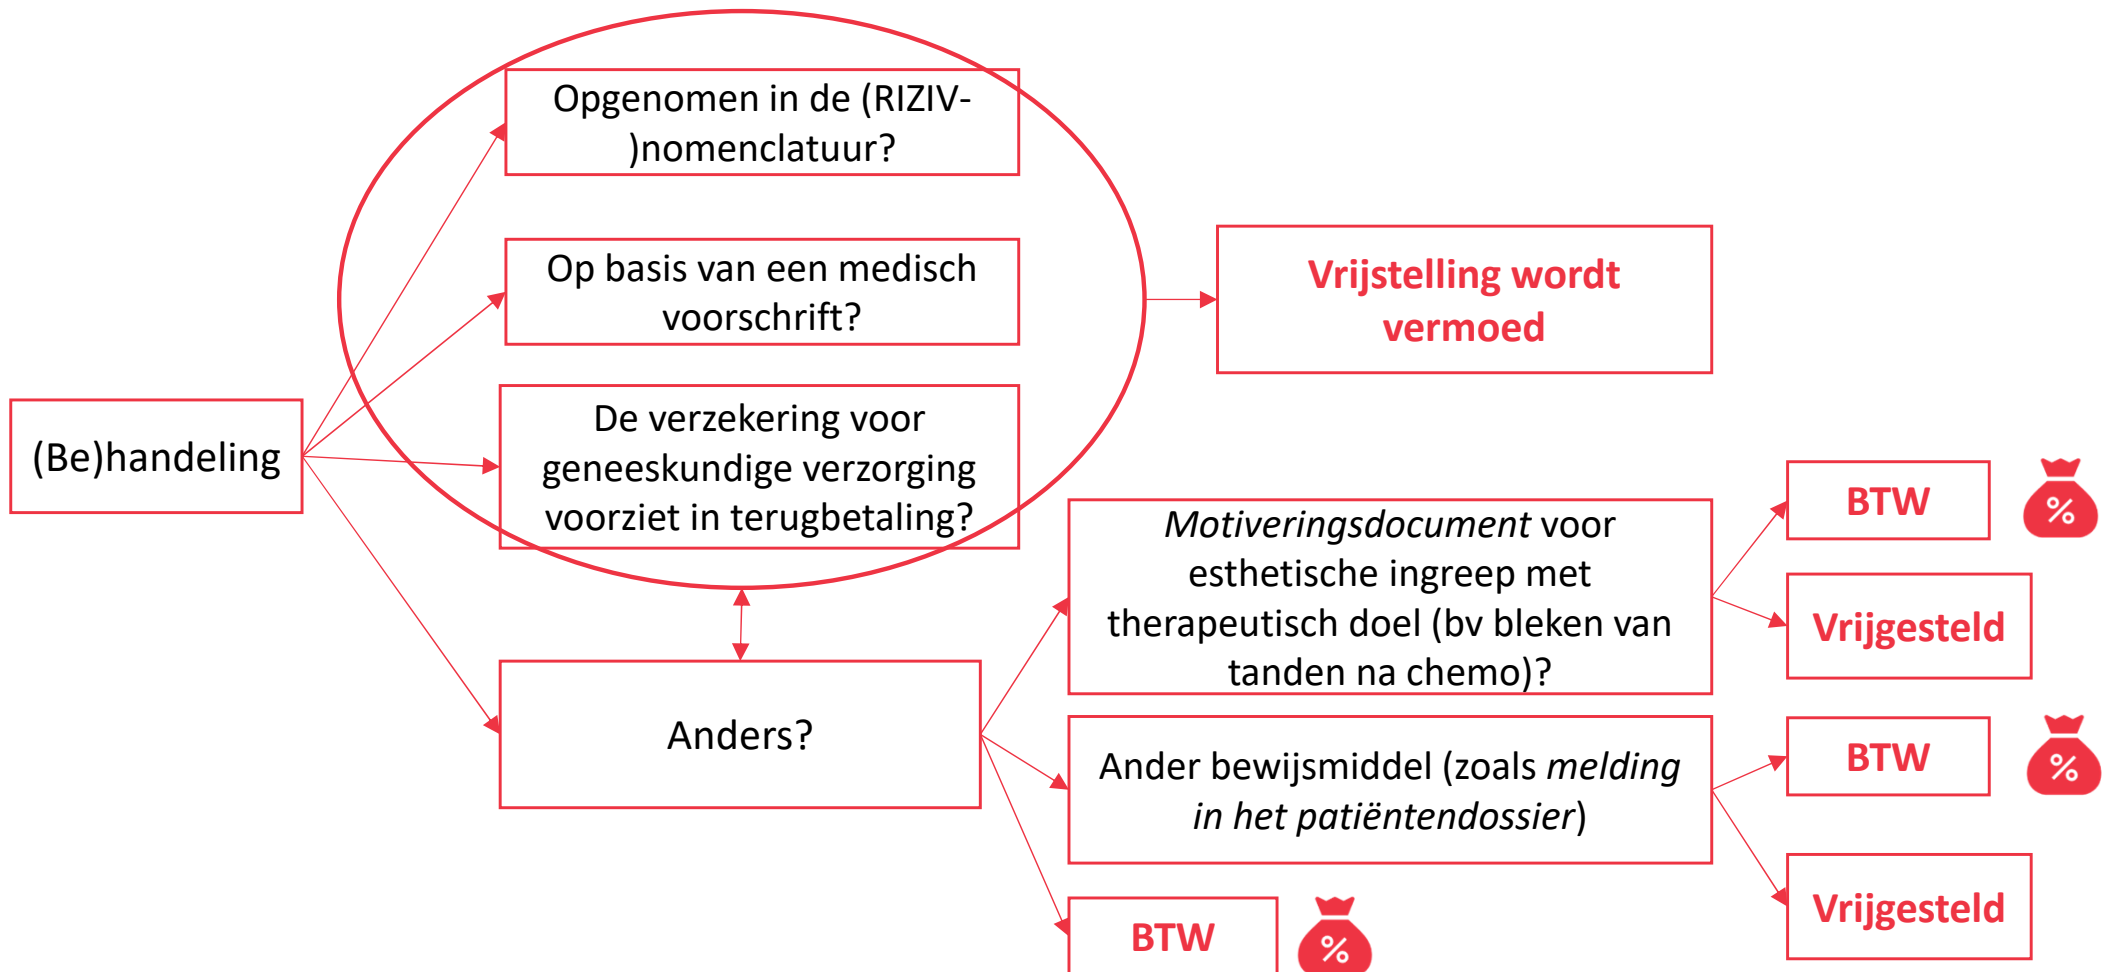 Opgenomen in de (RIZIV-
)nomenclatuur?
Op basis van een medisch
voorschrift?
Vrijstelling wordt
vermoed
(Be)handeling
De verzekering voor
geneeskundige verzorging
voorziet in terugbetaling?
Motiveringsdocument voor
esthetische ingreep met
therapeutisch doel (bv bleken van
tanden na chemo)?
BTW
%
Vrijgesteld
Anders?
Ander bewijsmiddel (zoals melding
in het patiëntendossier)
BTW
%
Vrijgesteld
BTW
%